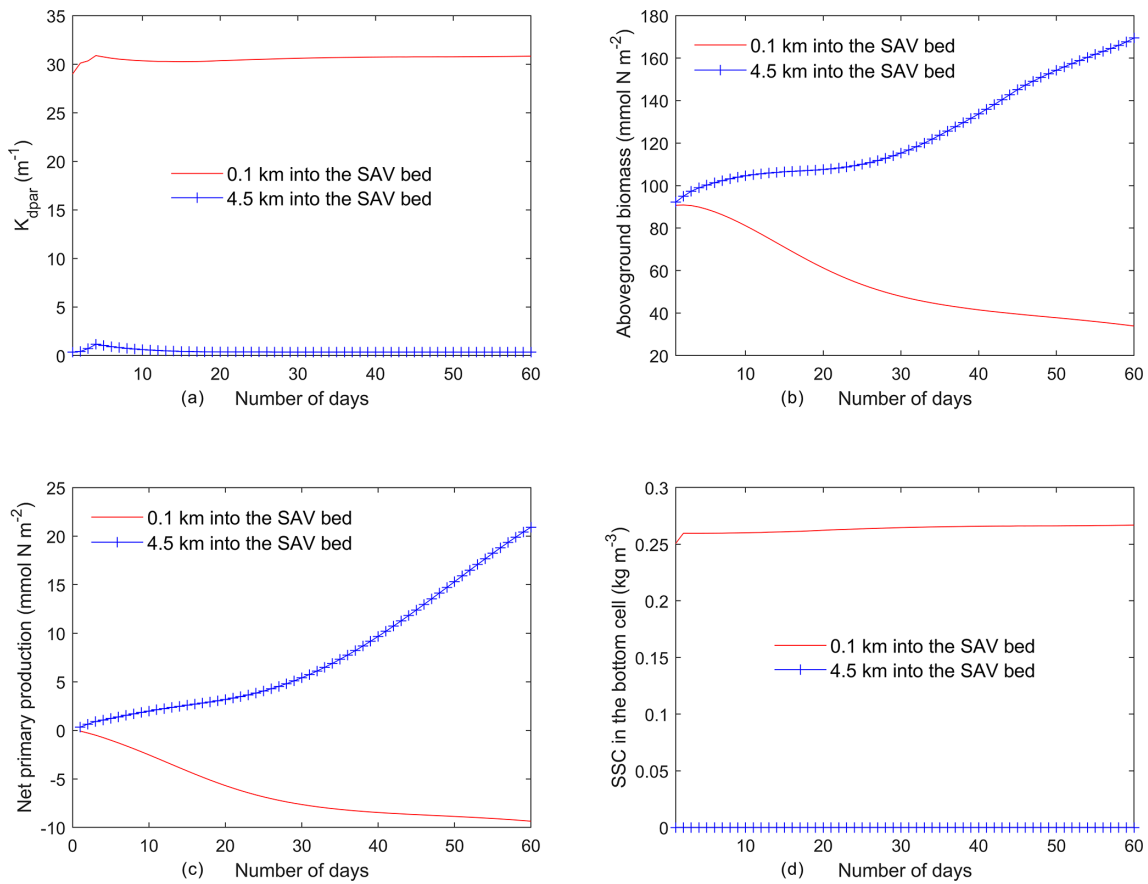 35
30
25
20
15
10
5
0
K_dpar (m^-1)
0.1 km into the SAV bed
4.5 km into the SAV bed
10 20 30 40 50 60
(a) Number of days
180
160
140
120
100
80
60
40
20
Aboveground biomass (mmol N m^-2)
0.1 km into the SAV bed
4.5 km into the SAV bed
10 20 30 40 50 60
(b) Number of days
25
20
15
10
5
0
-5
-10
Net primary production (mmol N m^-2)
0.1 km into the SAV bed
4.5 km into the SAV bed
0 10 20 30 40 50 60
(c) Number of days
0.3
0.25
0.2
0.15
0.1
0.05
0
SSC in the bottom cell (kg m^-3)
0.1 km into the SAV bed
4.5 km into the SAV bed
10 20 30 40 50 60
(d) Number of days